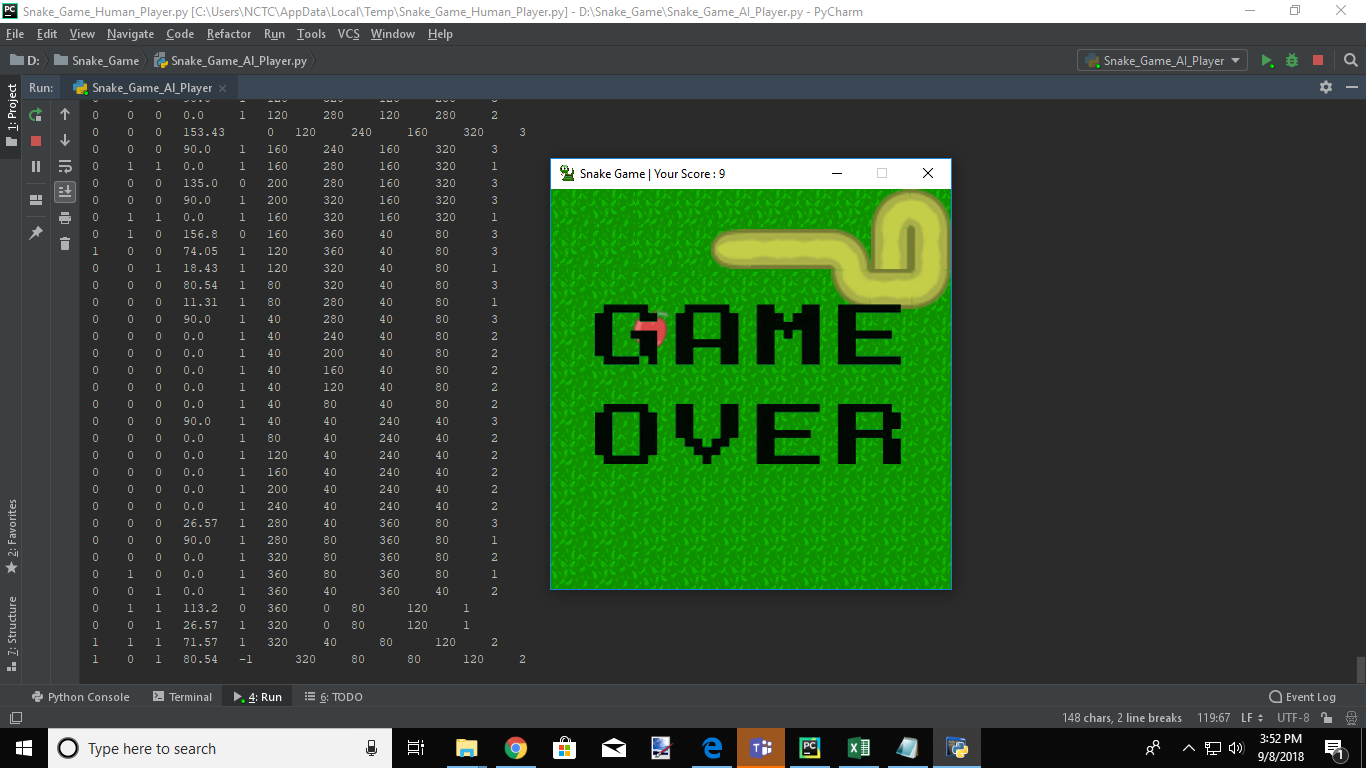 Snake_Game_Human_Player.py [C:\Users\NCTC\AppData\Local\Temp\Snake_Game_Human_Player.py] - D:\Snake_Game\Snake_Game_AI_Player.py - PyCharm
File Edit View Navigate Code Refactor Run Tools VCS Window Help
D: Snake_Game Snake_Game_AI_Player.py Snake_Game_AI_Player
Run: Snake_Game_AI_Player
1: Project
2: Favorites
7: Structure
0 0 0 0.0 1 120 280 120 280 2
0 0 0 153.43 0 120 240 160 320 3
0 0 0 90.0 1 160 240 160 320 3
0 1 1 0.0 1 160 280 160 320 1
0 0 0 135.0 0 200 280 160 320 3
0 0 0 90.0 1 200 320 160 320 3
0 1 1 0.0 1 160 320 160 320 1
0 1 0 156.8 0 160 360 40 80 3
1 0 0 74.05 1 120 360 40 80 3
0 0 1 18.43 1 120 320 40 80 1
0 0 0 80.54 1 80 320 40 80 3
0 0 0 11.31 1 80 280 40 80 1
0 0 0 90.0 1 40 280 40 80 3
0 0 0 0.0 1 40 240 40 80 2
0 0 0 0.0 1 40 200 40 80 2
0 0 0 0.0 1 40 160 40 80 2
0 0 0 0.0 1 40 120 40 80 2
0 0 0 0.0 1 40 80 40 80 2
0 0 0 90.0 1 40 40 240 40 3
0 0 0 0.0 1 80 40 240 40 2
0 0 0 0.0 1 120 40 240 40 2
0 0 0 0.0 1 160 40 240 40 2
0 0 0 0.0 1 200 40 240 40 2
0 0 0 0.0 1 240 40 240 40 2
0 0 0 26.57 1 280 40 360 80 3
0 0 0 90.0 1 280 80 360 80 1
0 0 0 0.0 1 320 80 360 80 2
0 1 0 0.0 1 360 80 360 80 1
0 0 1 0.0 1 360 40 360 40 2
0 1 1 113.2 0 360 0 80 120 1
0 0 1 26.57 1 320 0 80 120 1
1 1 1 71.57 1 320 40 80 120 2
1 0 1 80.54 -1 320 80 80 120 2
Snake Game | Your Score : 9
GAME
OVER
Python Console Terminal 4: Run 6: TODO Event Log
148 chars, 2 line breaks 119:67 LF UTF-8
Type here to search
3:52 PM
9/8/2018
1